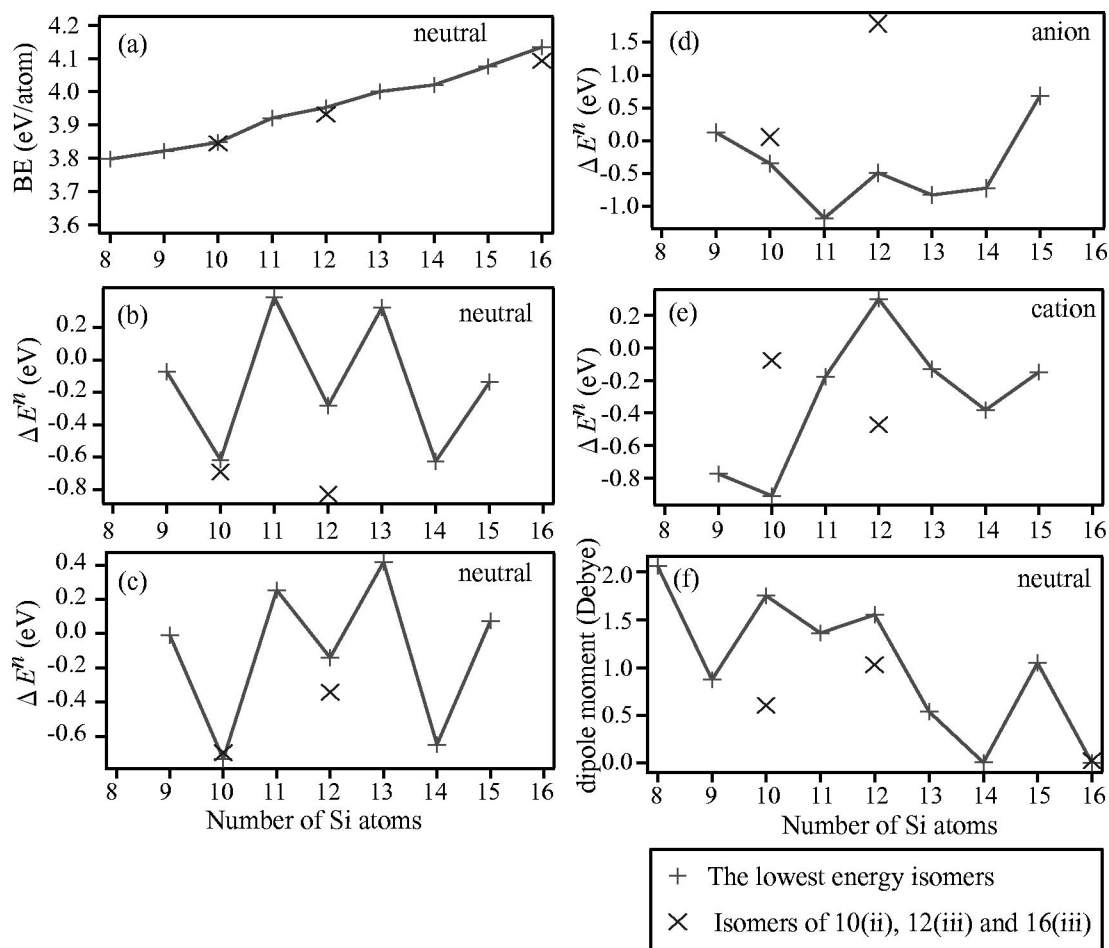 (a)
neutral
BE (eV/atom)
4.2
4.1
4.0
3.9
3.8
3.7
3.6
8 9 10 11 12 13 14 15 16
(b)
neutral
ΔEⁿ (eV)
0.2
0.0
-0.2
-0.4
-0.6
-0.8
8 9 10 11 12 13 14 15 16
(c)
neutral
ΔEⁿ (eV)
0.4
0.2
0.0
-0.2
-0.4
-0.6
8 9 10 11 12 13 14 15 16
Number of Si atoms
(d)
anion
ΔEⁿ (eV)
1.5
1.0
0.5
0.0
-0.5
-1.0
8 9 10 11 12 13 14 15 16
(e)
cation
ΔEⁿ (eV)
0.2
0.0
-0.2
-0.4
-0.6
-0.8
8 9 10 11 12 13 14 15 16
(f)
neutral
dipole moment (Debye)
2.0
1.5
1.0
0.5
0.0
8 9 10 11 12 13 14 15 16
Number of Si atoms
The lowest energy isomers
Isomers of 10(ii), 12(iii) and 16(iii)